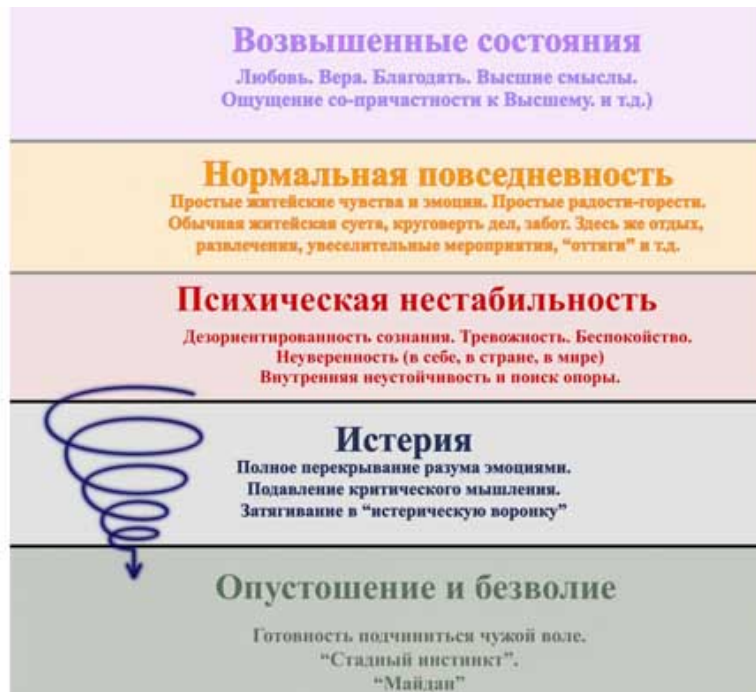 Возвышенные состояния
Любовь. Вера. Благодать. Высшие смыслы.
Ощущение со-причастности к Высшему. и т.д.)
Нормальная повседневность
Простые житейские чувства и эмоции. Простые радости-горести.
Обычная житейская суета, круговерть дел, забот. Здесь же отдых,
развлечения, увеселительные мероприятия, “оттяги” и т.д.
Психическая нестабильность
Дезориентированность сознания. Тревожность. Беспокойство.
Неуверенность (в себе, в стране, в мире)
Внутренняя неустойчивость и поиск опоры.
Истерия
Полное перекрывание разума эмоциями.
Подавление критического мышления.
Затягивание в “истерическую воронку”
Опустошение и безволие
Готовность подчиниться чужой воле.
“Стадный инстинкт”.
“Майдан”